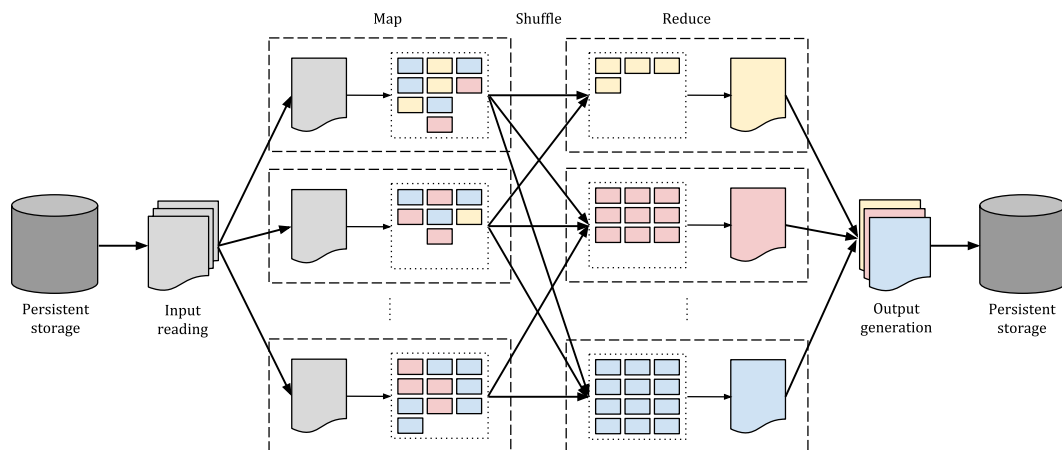 Map
Shuffle
Reduce
Persistent
storage
Input
reading
Output
generation
Persistent
storage